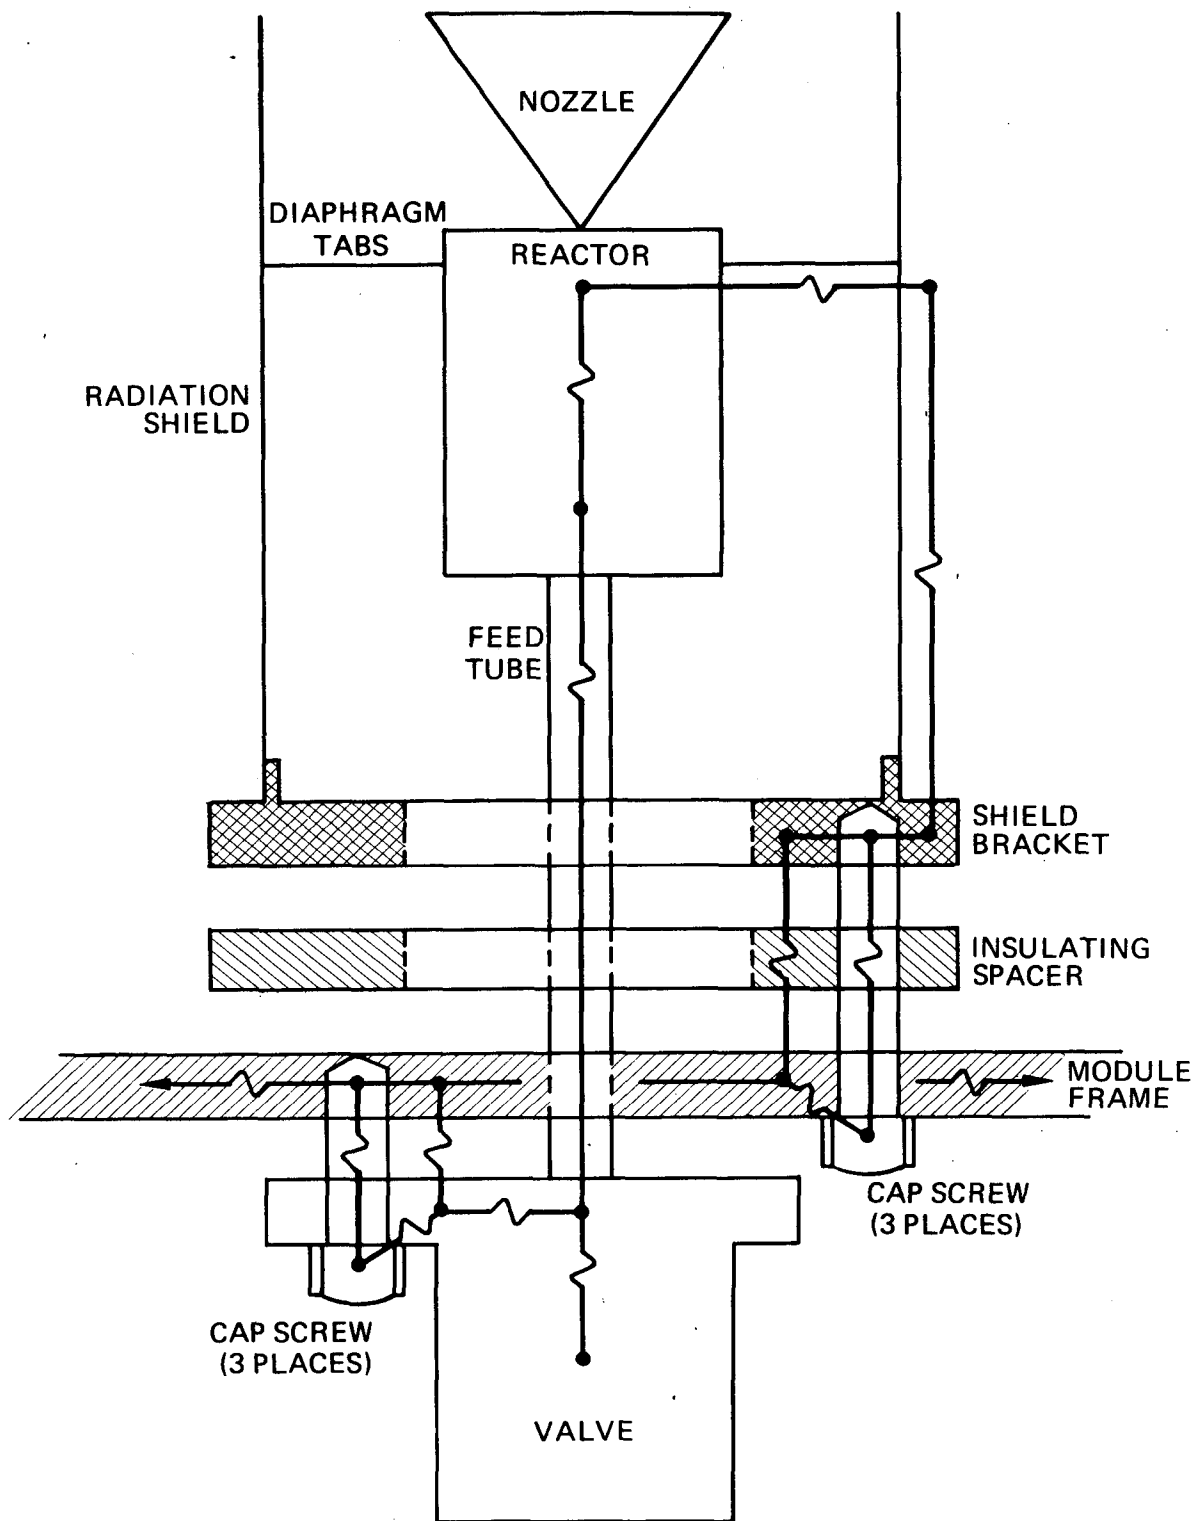 NOZZLE
DIAPHRAGM
TABS
REACTOR
RADIATION
SHIELD
FEED
TUBE
SHIELD
BRACKET
INSULATING
SPACER
MODULE
FRAME
CAP SCREW
(3 PLACES)
CAP SCREW
(3 PLACES)
VALVE